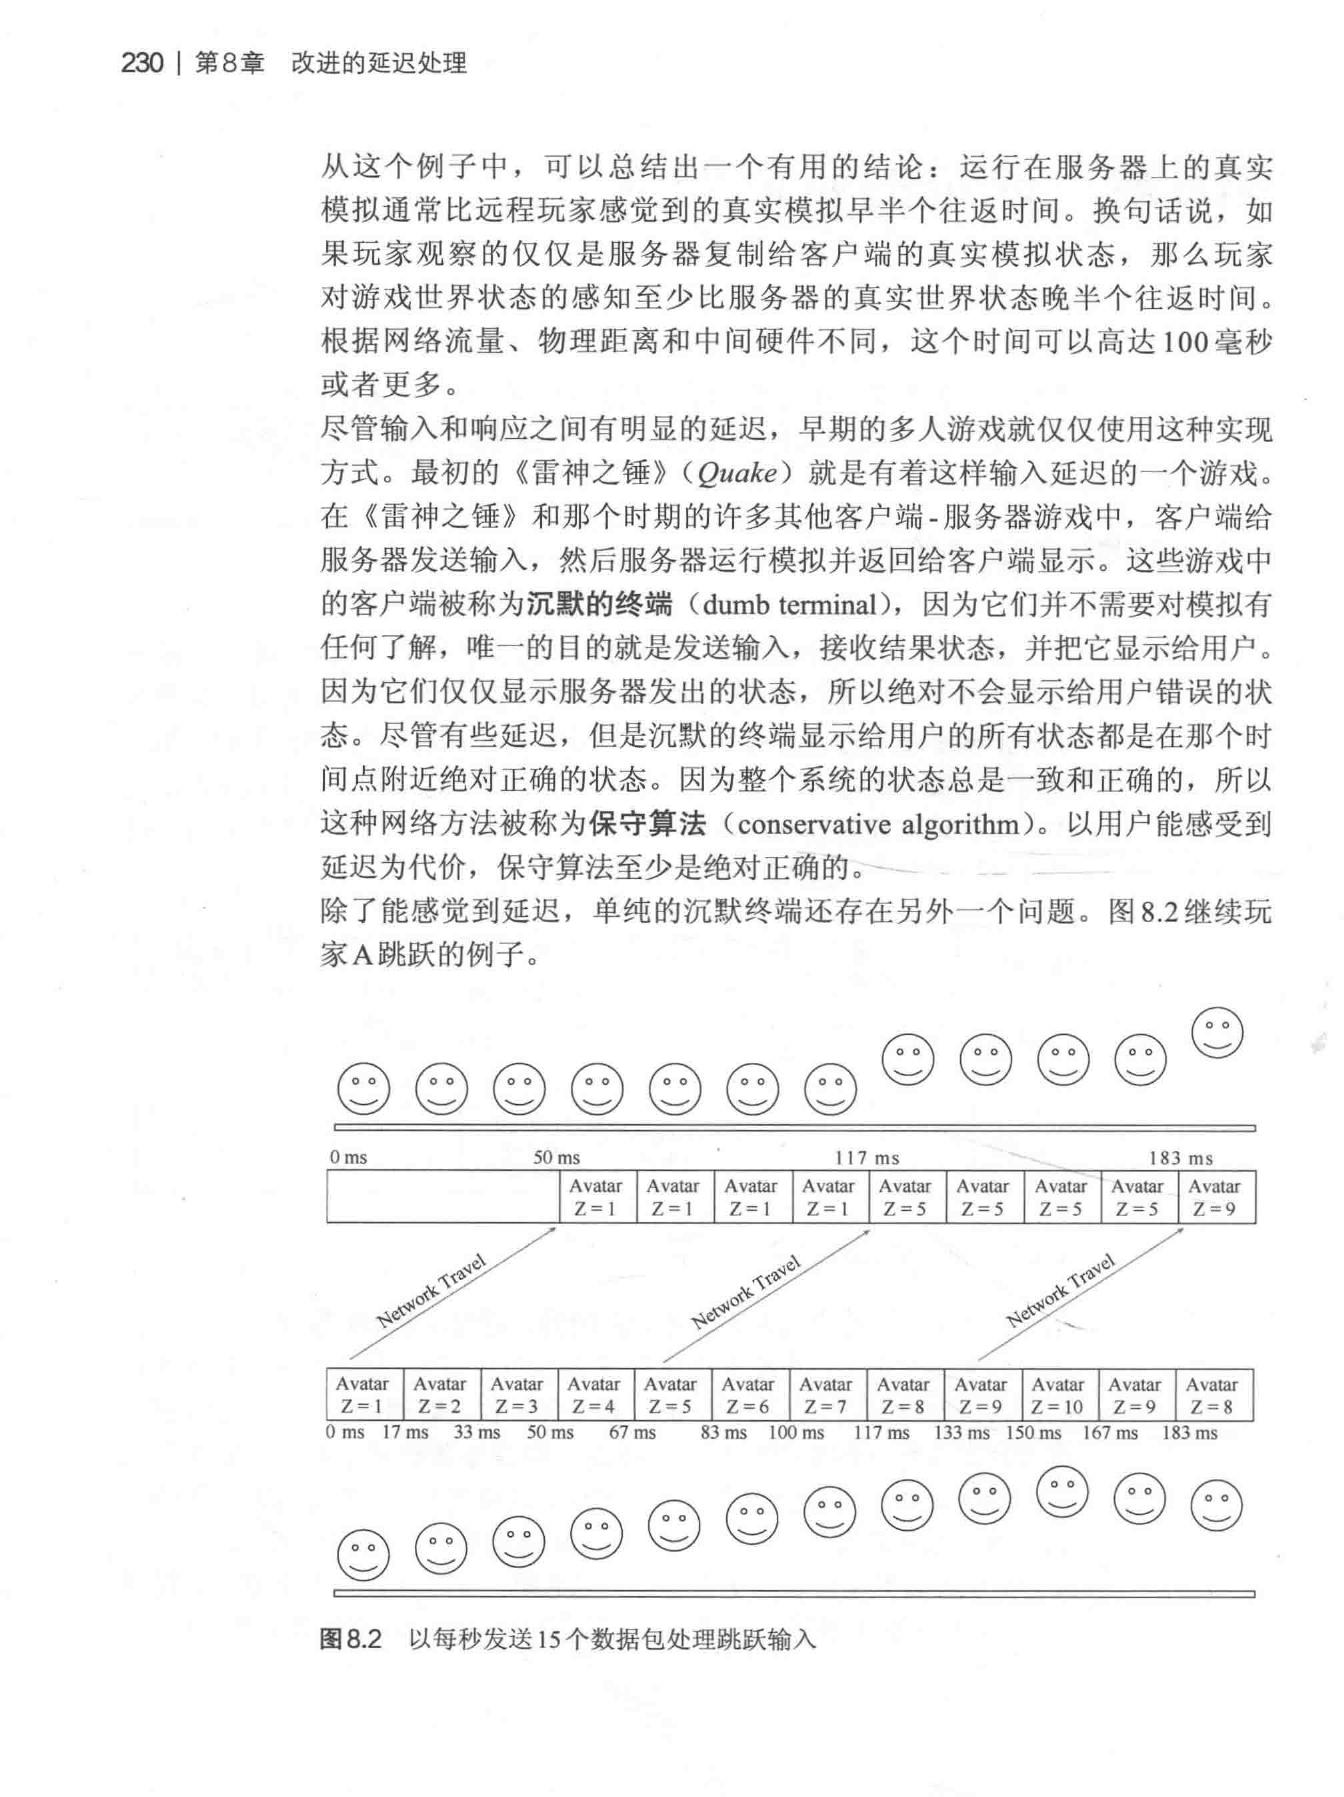 230 | 第8章 改进的延迟处理
从这个例子中，可以总结出一个有用的结论：运行在服务器上的真实
模拟通常比远程玩家感觉到的真实模拟早半个往返时间。换句话说，如
果玩家观察的仅仅是服务器复制给客户端的真实模拟状态，那么玩家
对游戏世界状态的感知至少比服务器的真实世界状态晚半个往返时间。
根据网络流量、物理距离和中间硬件不同，这个时间可以高达100毫秒
或者更多。
尽管输入和响应之间有明显的延迟，早期的多人游戏就仅仅使用这种实现
方式。最初的《雷神之锤》（Quake）就是有着这样输入延迟的一个游戏。
在《雷神之锤》和那个时期的许多其他客户端-服务器游戏中，客户端给
服务器发送输入，然后服务器运行模拟并返回给客户端显示。这些游戏中
的客户端被称为沉默的终端（dumb terminal），因为它们并不需要对模拟有
任何了解，唯一的目的就是发送输入，接收结果状态，并把它显示给用户。
因为它们仅仅显示服务器发出的状态，所以绝对不会显示给用户错误的状
态。尽管有些延迟，但是沉默的终端显示给用户的所有状态都是在那个时
间点附近绝对正确的状态。因为整个系统的状态总是一致和正确的，所以
这种网络方法被称为保守算法（conservative algorithm）。以用户能感受到
延迟为代价，保守算法至少是绝对正确的。
除了能感觉到延迟，单纯的沉默终端还存在另外一个问题。图8.2继续玩
家A跳跃的例子。
0 ms 50 ms 117 ms 183 ms
Avatar Avatar Avatar Avatar Avatar Avatar Avatar Avatar Avatar
Z=1 Z=1 Z=1 Z=1 Z=5 Z=5 Z=5 Z=5 Z=9
Network Travel Network Travel Network Travel
Avatar Avatar Avatar Avatar Avatar Avatar Avatar Avatar Avatar Avatar Avatar Avatar
Z=1 Z=2 Z=3 Z=4 Z=5 Z=6 Z=7 Z=8 Z=9 Z=10 Z=9 Z=8
0 ms 17 ms 33 ms 50 ms 67 ms 83 ms 100 ms 117 ms 133 ms 150 ms 167 ms 183 ms
图8.2 以每秒发送15个数据包处理跳跃输入